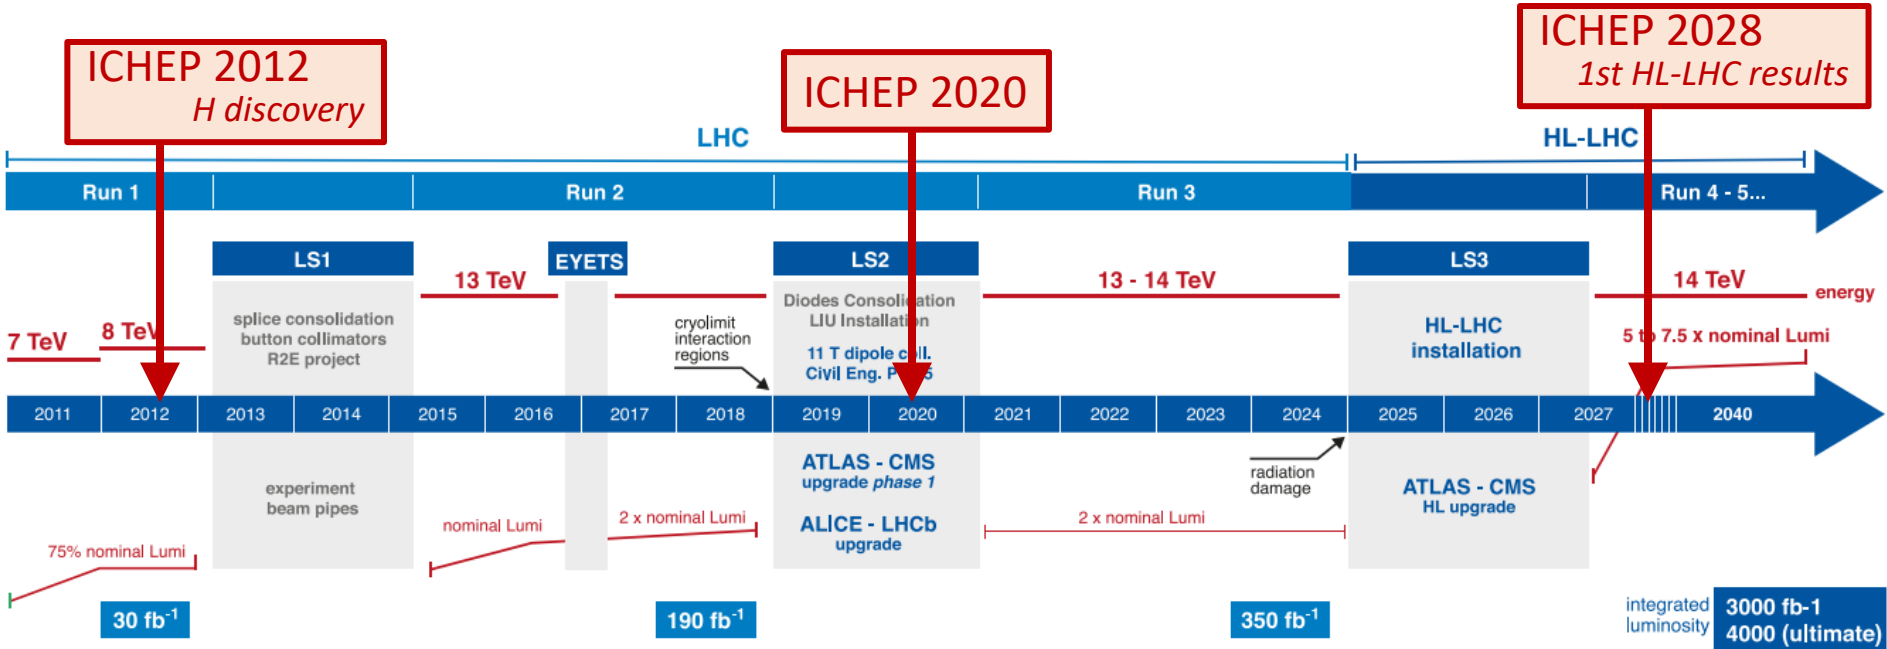 ICHEP 2012
H discovery
ICHEP 2020
ICHEP 2028
1st HL-LHC results
LHC
HL-LHC
Run 1
Run 2
Run 3
Run 4 - 5...
LS1
EYETS
LS2
LS3
13 TeV
13 - 14 TeV
14 TeV
energy
7 TeV
8 TeV
splice consolidation
button collimators
R2E project
cryolimit
interaction
regions
Diodes Consolidation
LIU Installation
11 T dipole coll.
Civil Eng.
HL-LHC
installation
5 to 7.5 x nominal Lumi
2011
2012
2013
2014
2015
2016
2017
2018
2019
2020
2021
2022
2023
2024
2025
2026
2027
2040
experiment
beam pipes
ATLAS - CMS
upgrade phase 1
ALICE - LHCb
upgrade
radiation
damage
ATLAS - CMS
HL upgrade
75% nominal Lumi
nominal Lumi
2 x nominal Lumi
2 x nominal Lumi
30 fb-1
190 fb-1
350 fb-1
integrated
luminosity
3000 fb-1
4000 (ultimate)